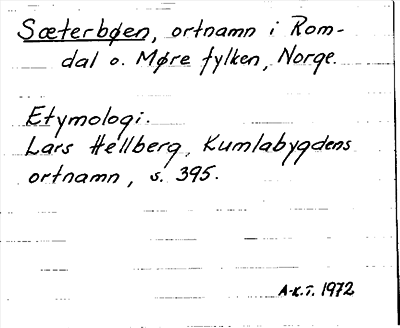 Sæterbøen, ortnamn i Rom-
dal o. Møre fylken, Norge.
Etymologi.
Lars Hellberg, Kumlabygdens
ortnamn, s. 395.
A-K.T. 1972